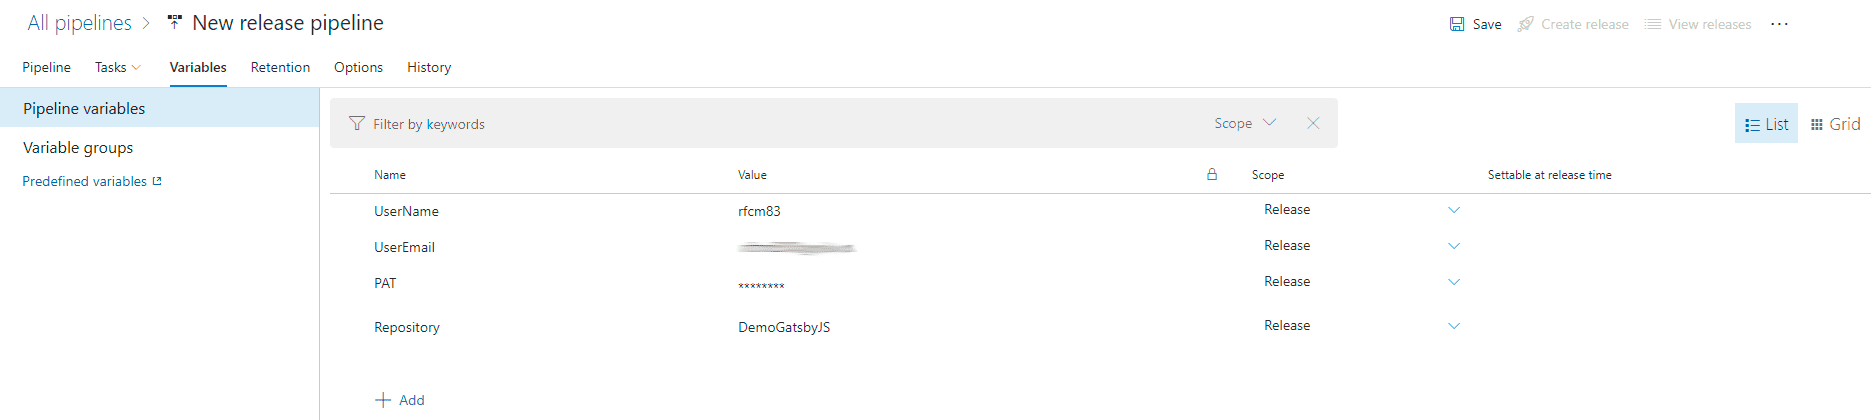 All pipelines > New release pipeline
Save Create release View releases ...
Pipeline Tasks Variables Retention Options History
Pipeline variables
Variable groups
Predefined variables
Filter by keywords Scope
List Grid
Name Value Scope Settable at release time
UserName rfcm83 Release
UserEmail Release
PAT ******** Release
Repository DemoGatsbyJS Release
+ Add